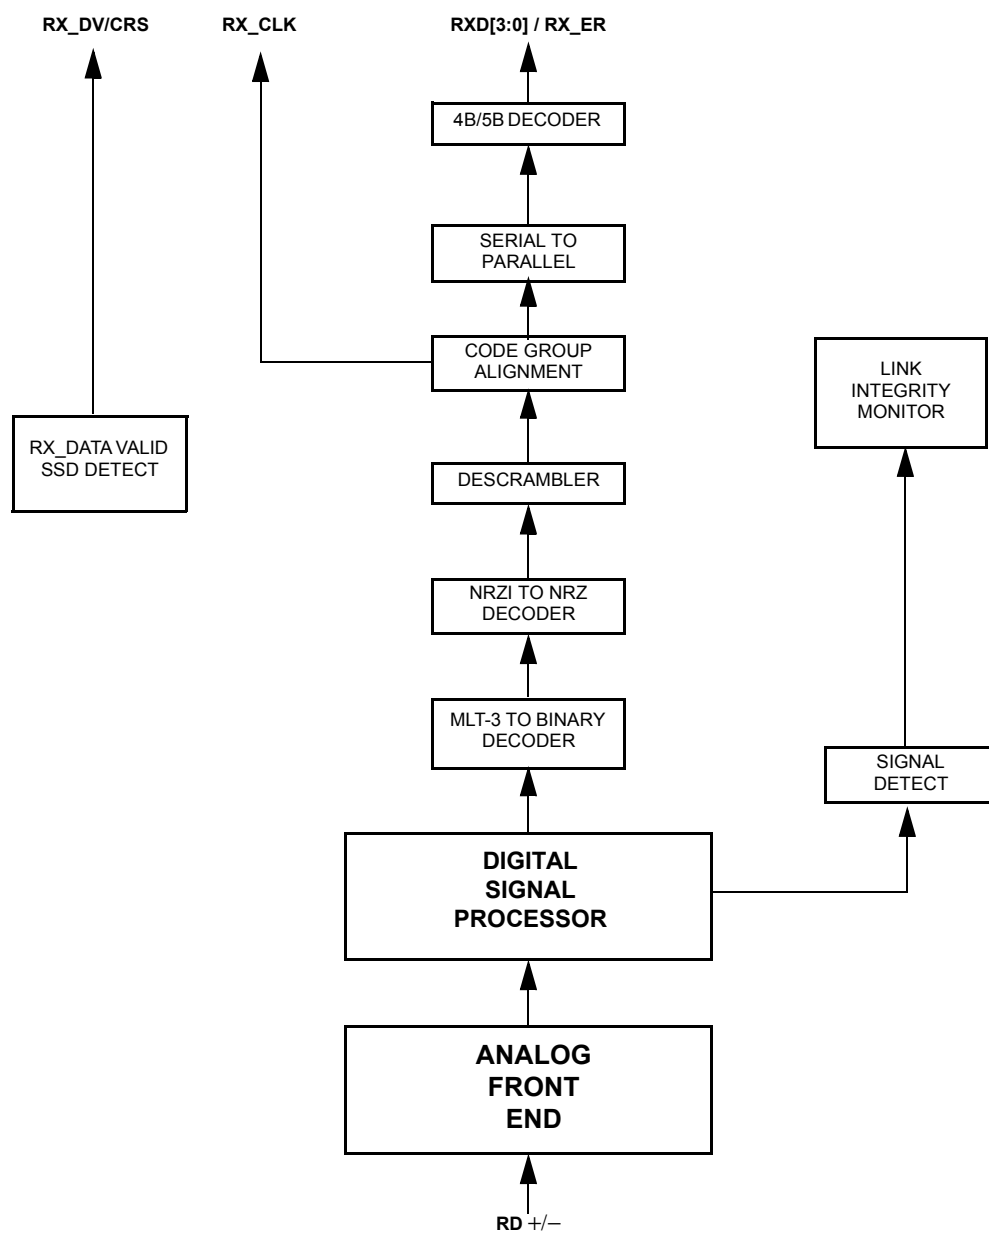 RX_DV/CRS
RX_CLK
RXD[3:0] / RX_ER
4B/5B DECODER
SERIAL TO
PARALLEL
CODE GROUP
ALIGNMENT
LINK
INTEGRITY
MONITOR
RX_DATA VALID
SSD DETECT
DESCRAMBLER
NRZI TO NRZ
DECODER
MLT-3 TO BINARY
DECODER
SIGNAL
DETECT
DIGITAL
SIGNAL
PROCESSOR
ANALOG
FRONT
END
RD +/−